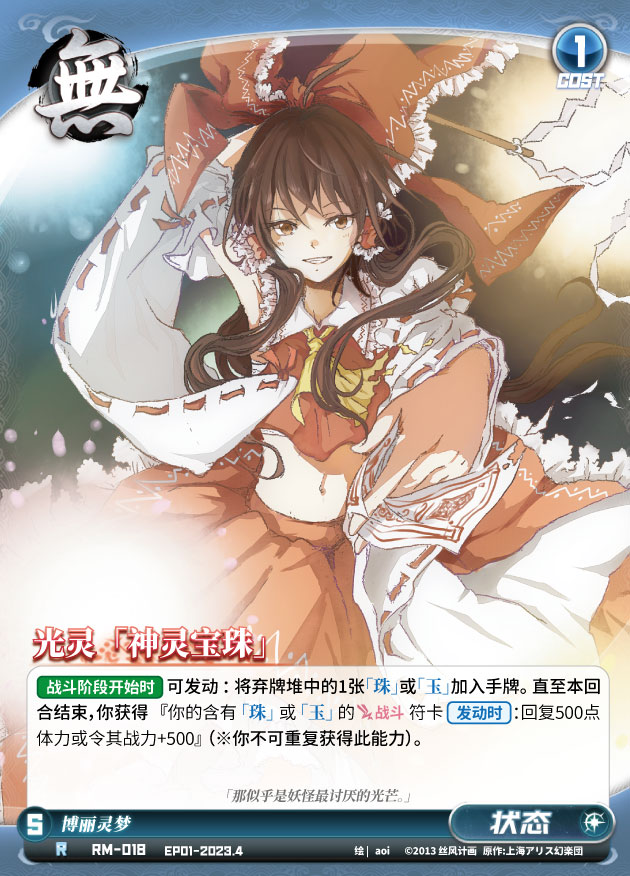 無
1
COST
光灵「神灵宝珠」
战斗阶段开始时 可发动：将弃牌堆中的1张「珠」或「玉」加入手牌。直至本回
合结束，你获得『你的含有「珠」或「玉」的 战斗 符卡 发动时：回复500点
体力或令其战力+500』（※你不可重复获得此能力）。
「那似乎是妖怪最讨厌的光芒。」
S 博丽灵梦 状态
R RM-018 EP01-2023.4 绘| aoi ©2013 丝风计画 原作:上海アリス幻楽団